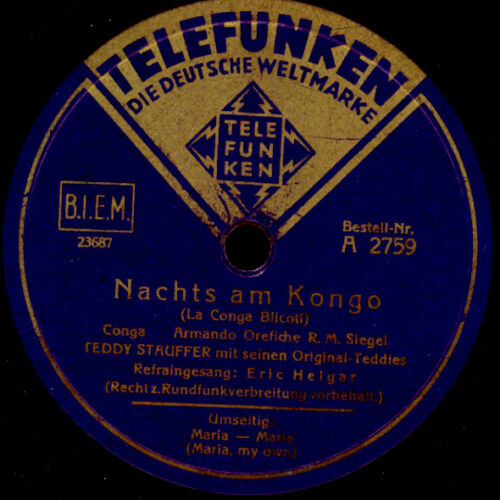 TELEFUNKEN
DIE DEUTSCHE WELTMARKE
TELE
FUN
KEN
B.I.E.M.
23687
Bestell-Nr.
A 2759
Nachts am Kongo
(La Conga Blicoti)
Conga Armando Orefiche R. M. Siegel
TEDDY STAUFFER mit seinen Original-Teddies
Refraingesang: Eric Helgar
(Recht z. Rundfunkverbreitung vorbehalt.)
Umseitig:
Maria — Marie
(Maria, my own)